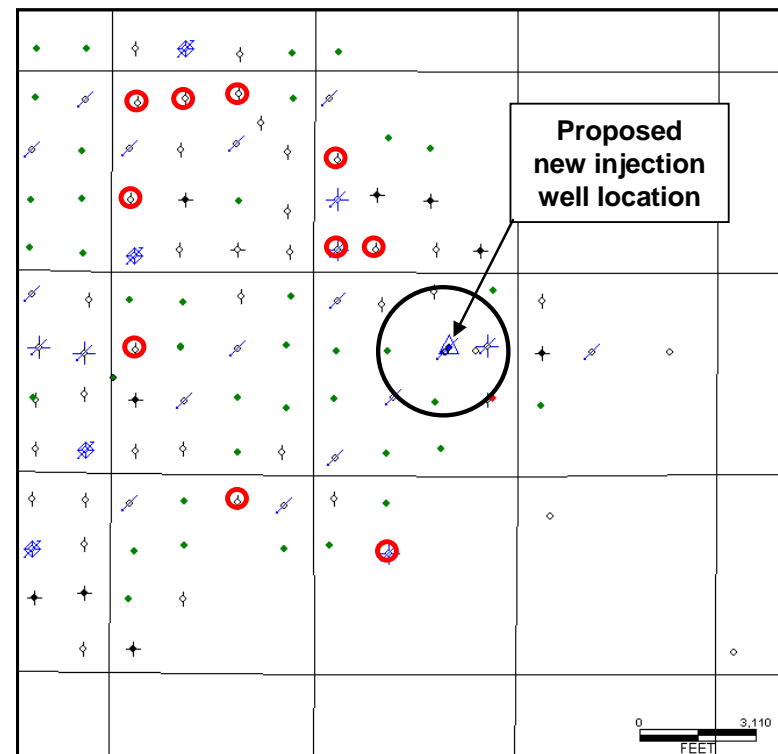 Proposed
new injection
well location
0 3,110
FEET